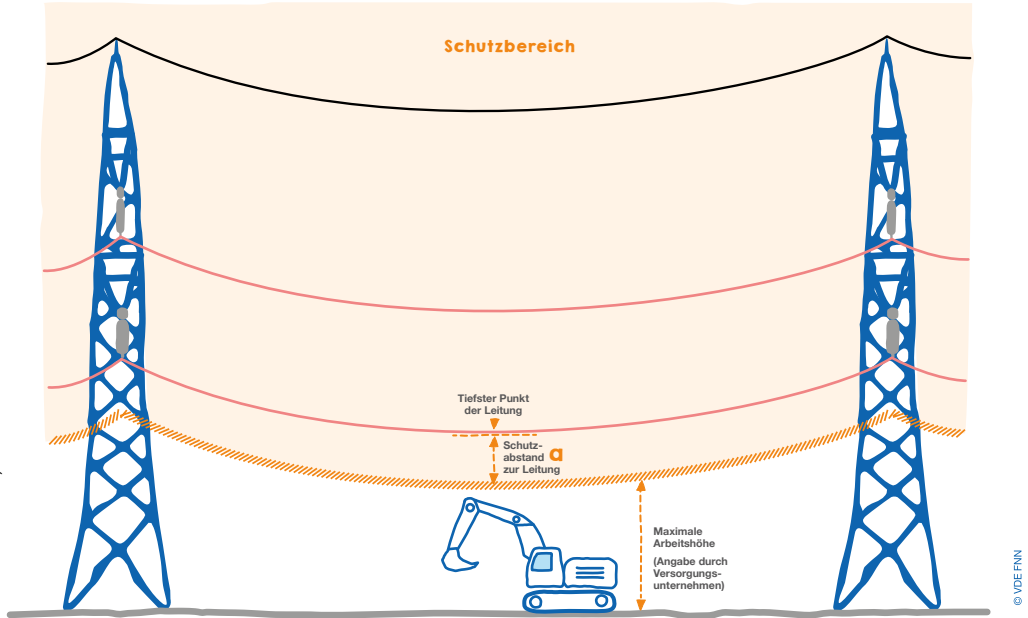 Schutzbereich
Tiefster Punkt
der Leitung
Schutz-
abstand a
zur Leitung
Maximale
Arbeitshöhe
(Angabe durch
Versorgungs-
unternehmen)
© VDE FNN